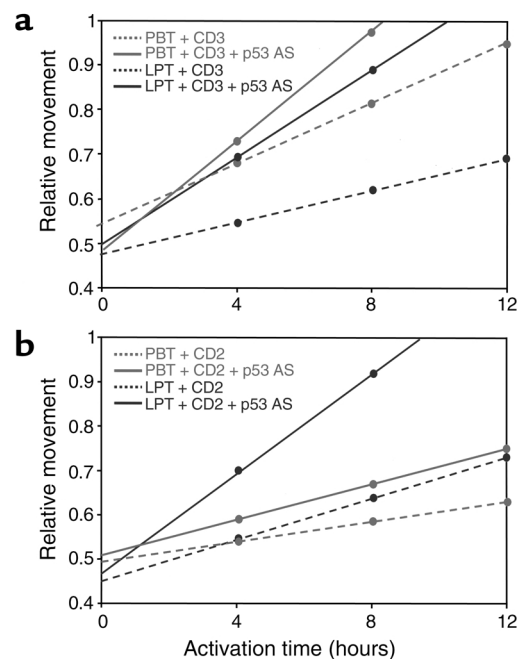 a
PBT + CD3
PBT + CD3 + p53 AS
LPT + CD3
LPT + CD3 + p53 AS
Relative movement
1
0.9
0.8
0.7
0.6
0.5
0.4
0 4 8 12
b
PBT + CD2
PBT + CD2 + p53 AS
LPT + CD2
LPT + CD2 + p53 AS
Relative movement
1
0.9
0.8
0.7
0.6
0.5
0.4
0 4 8 12
Activation time (hours)